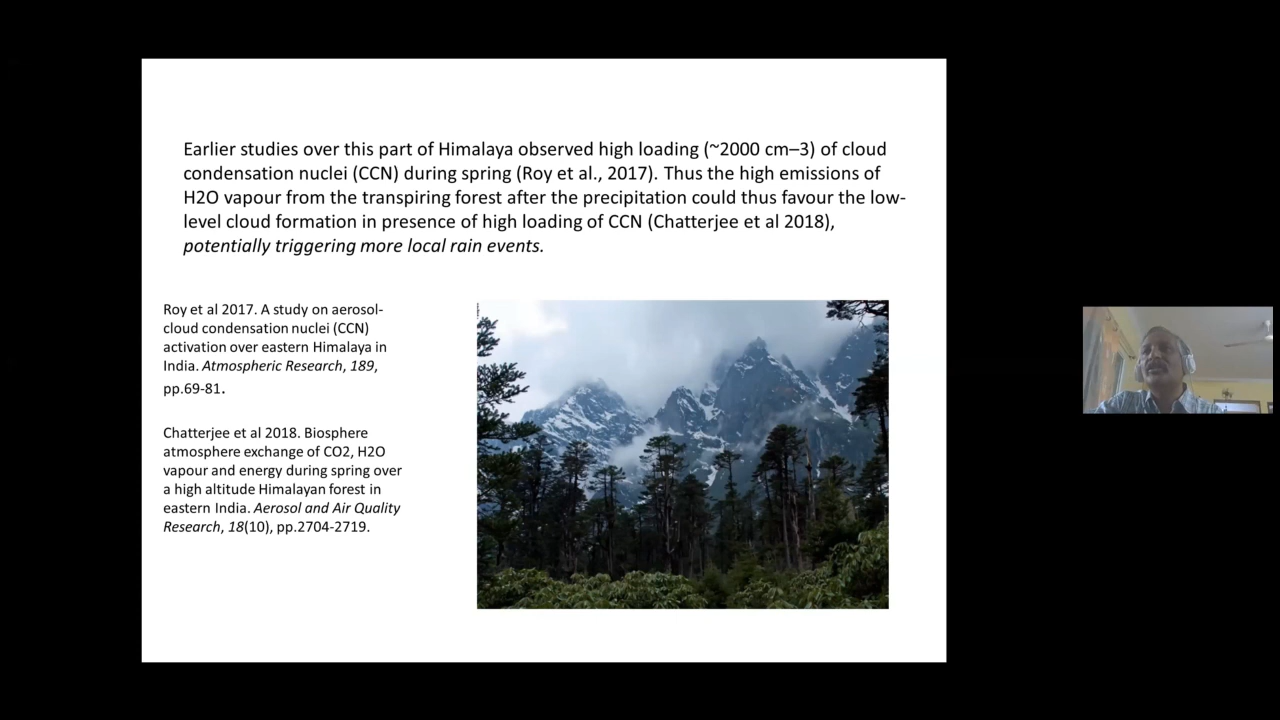 Earlier studies over this part of Himalaya observed high loading (~2000 cm–3) of cloud
condensation nuclei (CCN) during spring (Roy et al., 2017). Thus the high emissions of
H2O vapour from the transpiring forest after the precipitation could thus favour the low-
level cloud formation in presence of high loading of CCN (Chatterjee et al 2018),
potentially triggering more local rain events.
Roy et al 2017. A study on aerosol-
cloud condensation nuclei (CCN)
activation over eastern Himalaya in
India. Atmospheric Research, 189,
pp.69-81.
Chatterjee et al 2018. Biosphere
atmosphere exchange of CO2, H2O
vapour and energy during spring over
a high altitude Himalayan forest in
eastern India. Aerosol and Air Quality
Research, 18(10), pp.2704-2719.